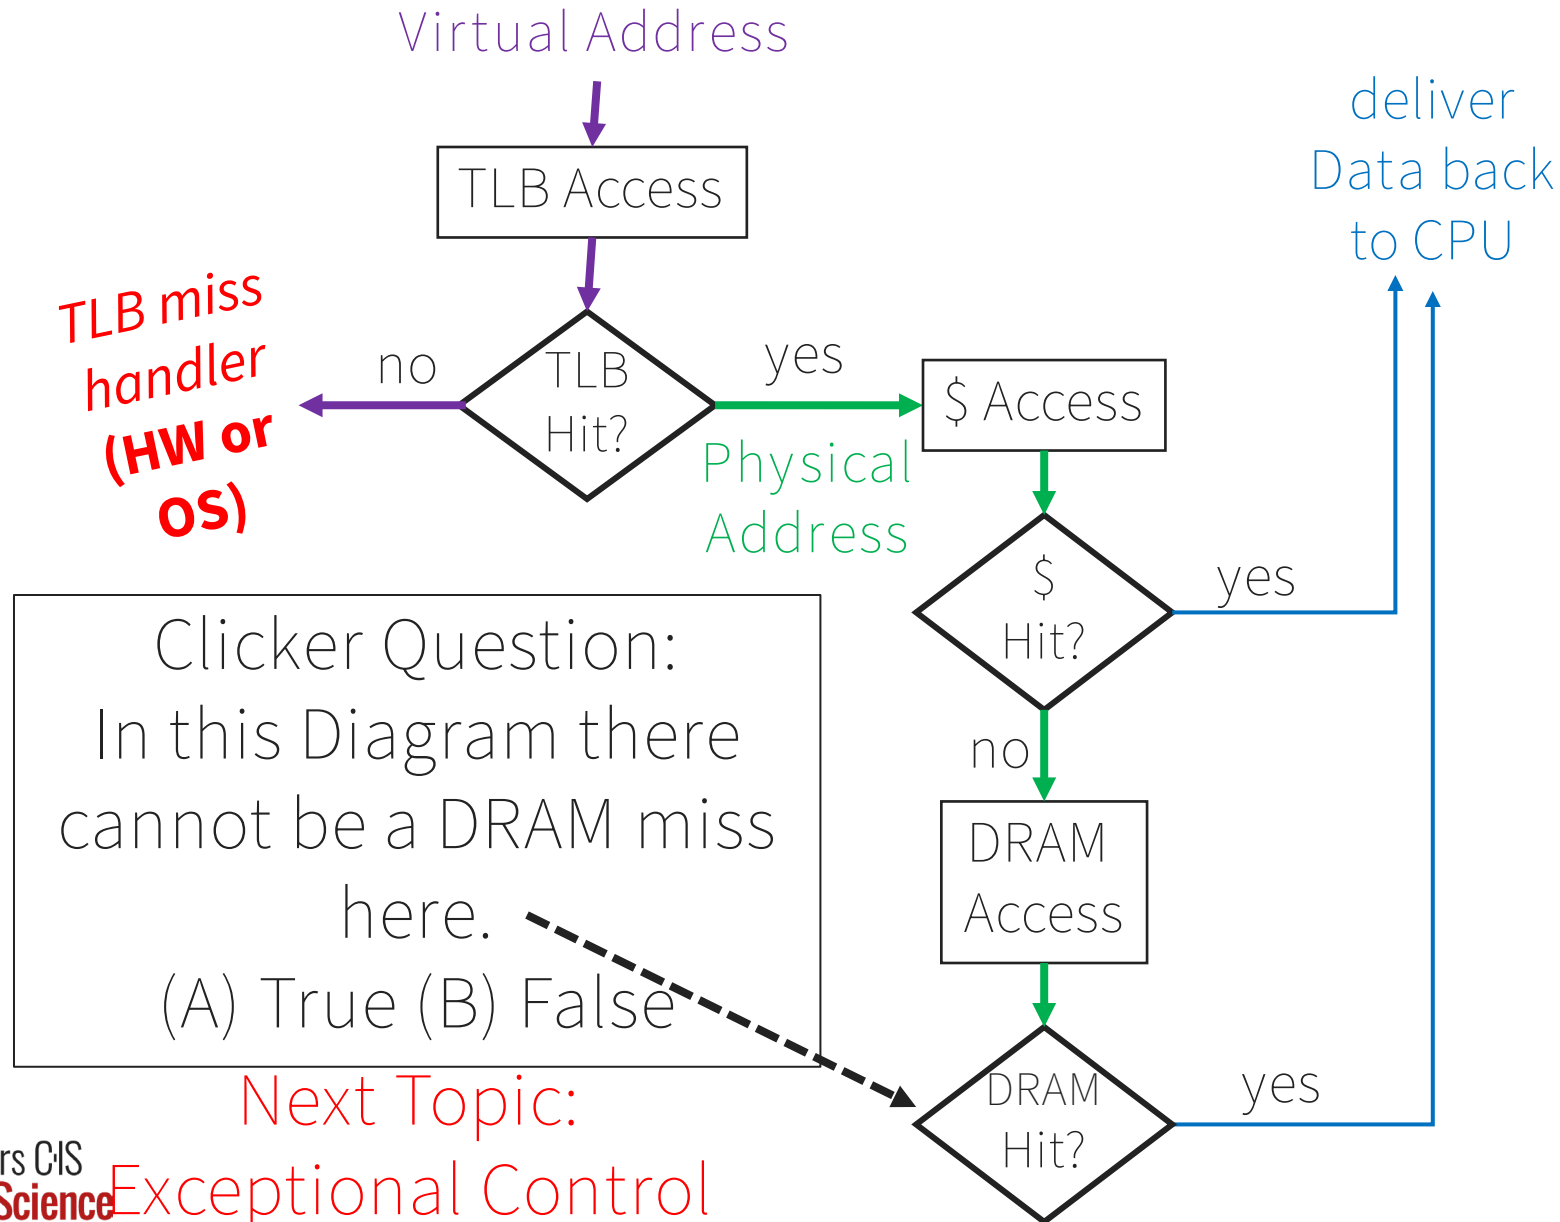 Virtual Address
TLB Access
TLB
Hit?
no
yes
TLB miss
handler
(HW or
OS)
Physical
Address
$ Access
$
Hit?
yes
no
deliver
Data back
to CPU
DRAM
Access
DRAM
Hit?
yes
Clicker Question:
In this Diagram there
cannot be a DRAM miss
here.
(A) True (B) False
Next Topic:
Exceptional Control
rs CIS
Science